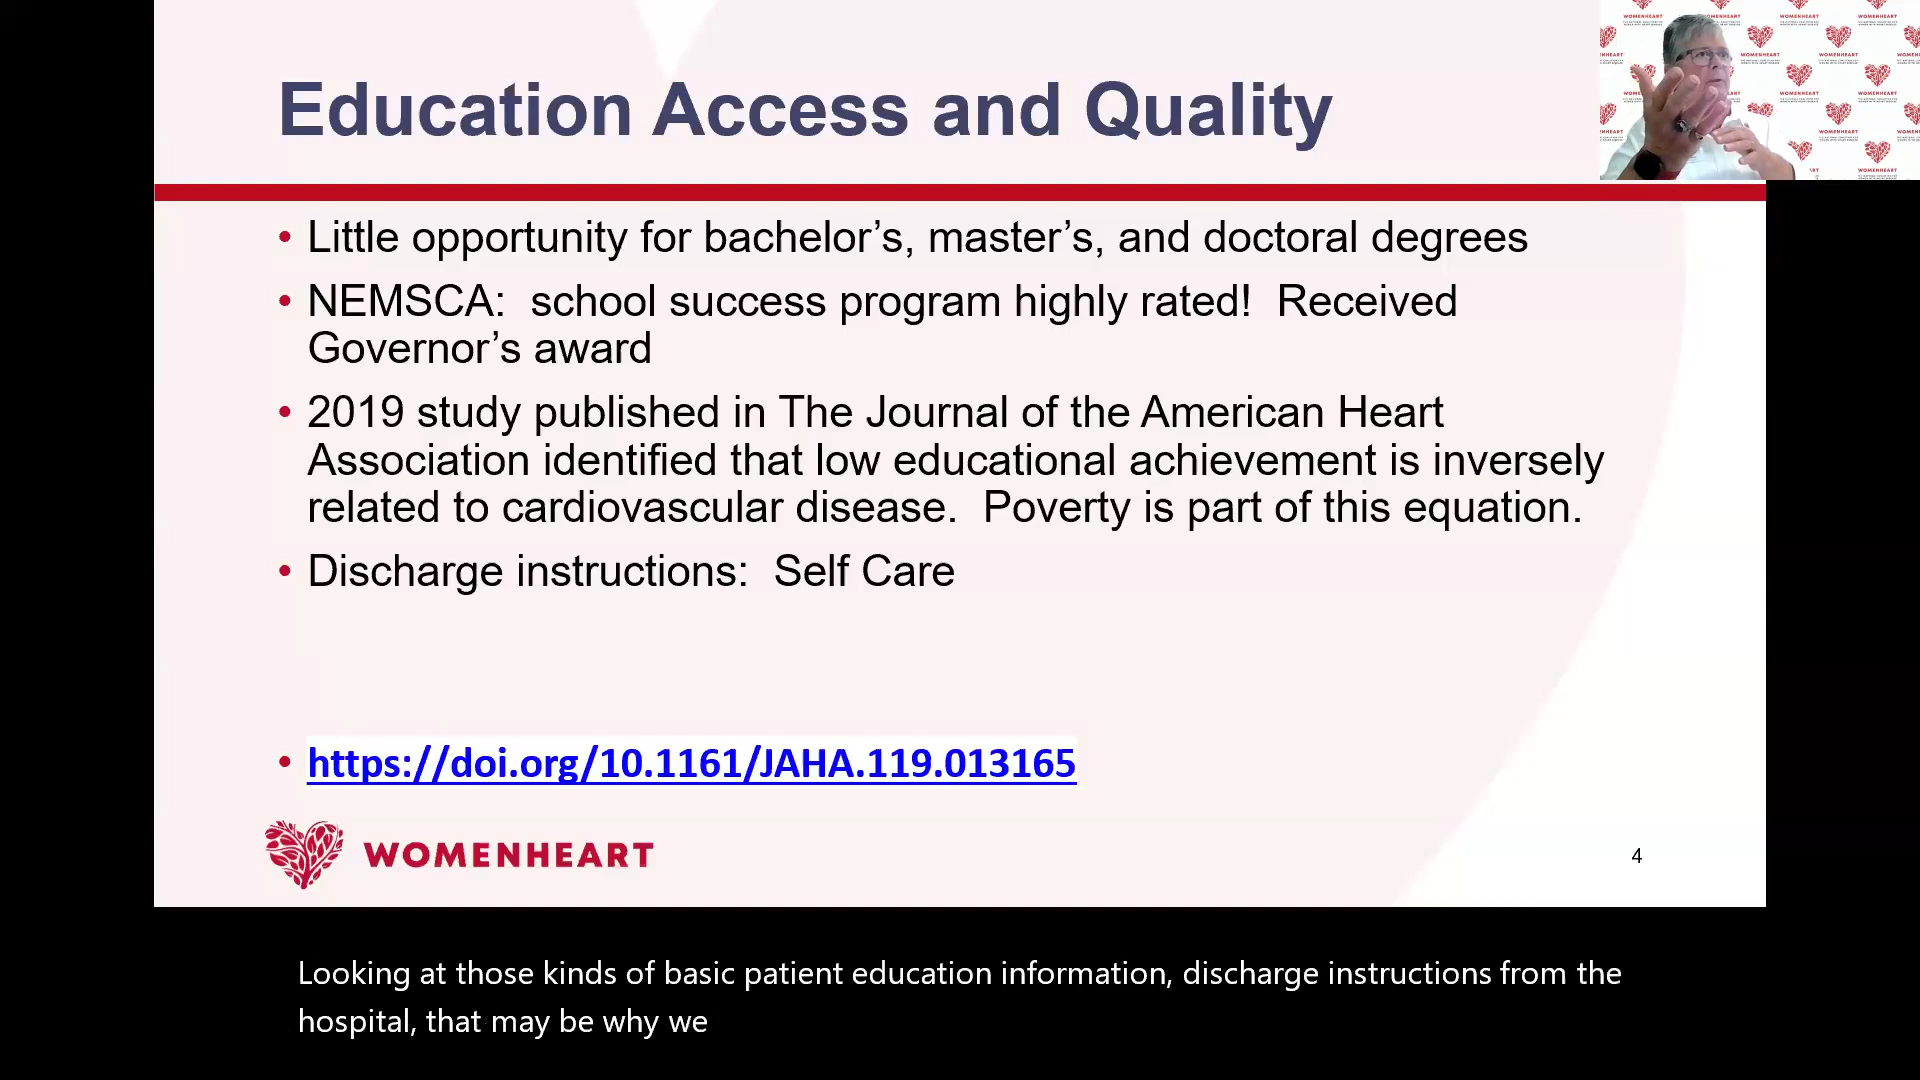 Education Access and Quality
• Little opportunity for bachelor’s, master’s, and doctoral degrees
• NEMSCA:  school success program highly rated!  Received
Governor’s award
• 2019 study published in The Journal of the American Heart
Association identified that low educational achievement is inversely
related to cardiovascular disease.  Poverty is part of this equation.
• Discharge instructions:  Self Care
• https://doi.org/10.1161/JAHA.119.013165
WOMENHEART
4
WOMENHEART
Looking at those kinds of basic patient education information, discharge instructions from the
hospital, that may be why we